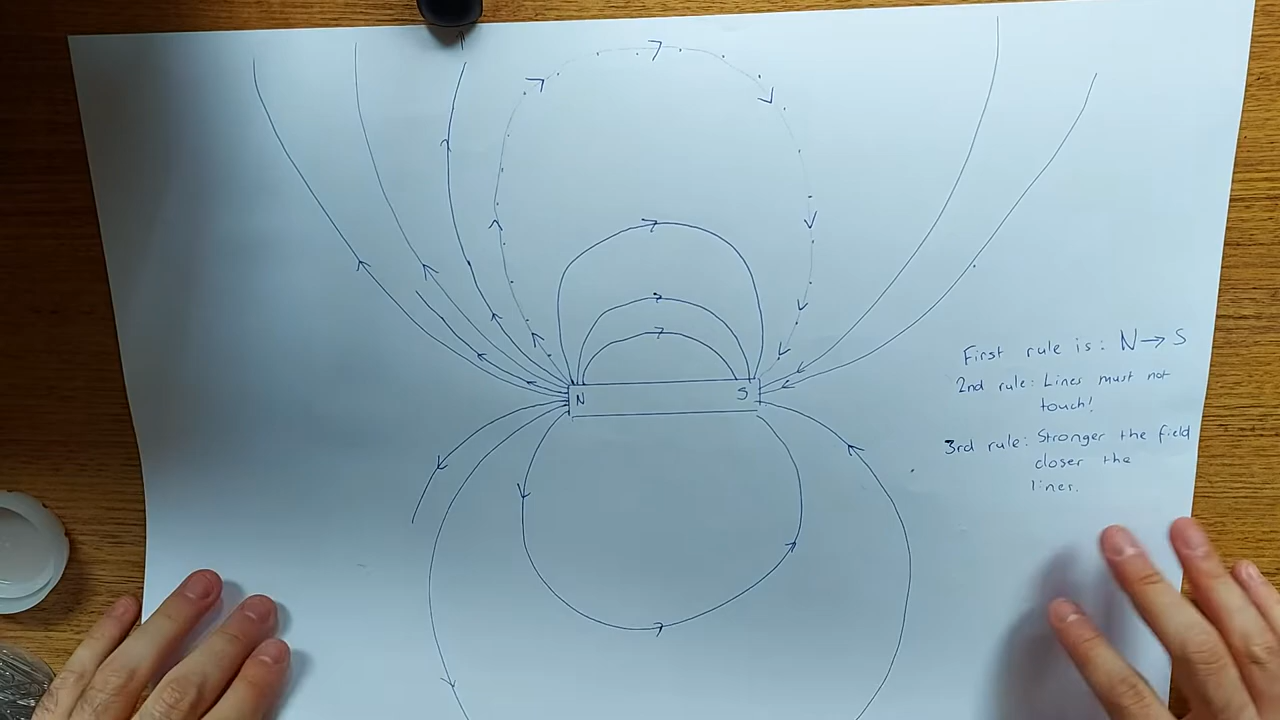 N S
First rule is: N→S
2nd rule: Lines must not
touch!
3rd rule: Stronger the field
closer the
lines.